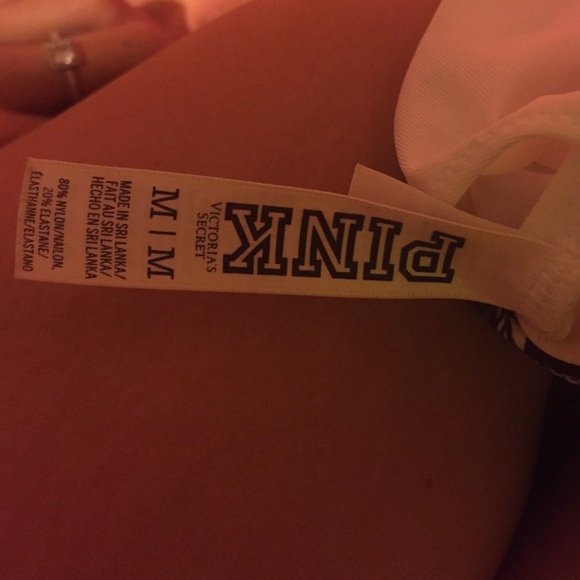 PINK
VICTORIA'S
SECRET
M | M
MADE IN SRI LANKA/
FAIT AU SRI LANKA/
HECHO EN SRI LANKA
80% NYLON/NAILON,
20% ELASTANE/
ÉLASTHANNE/ELASTANO